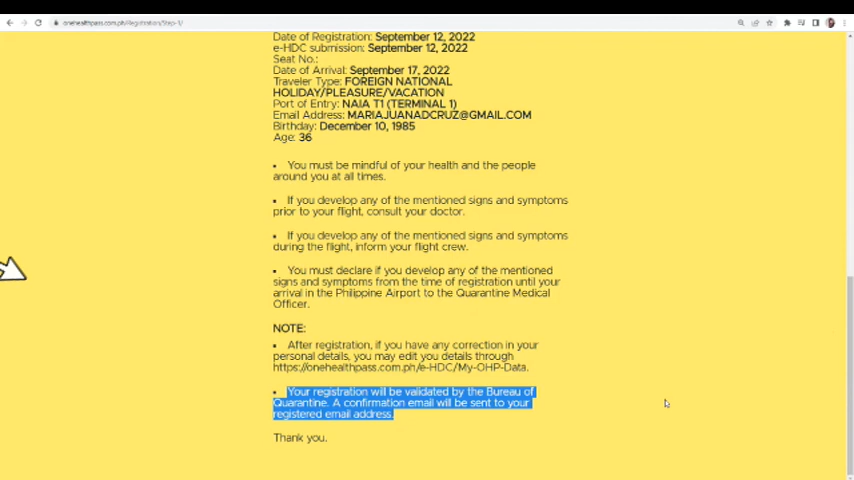 onehealthpass.com.ph/Registration/Step-1/
Date of Registration: September 12, 2022
e-HDC submission: September 12, 2022
Seat No.:
Date of Arrival: September 17, 2022
Traveler Type: FOREIGN NATIONAL
HOLIDAY/PLEASURE/VACATION
Port of Entry: NAIA T1 (TERMINAL 1)
Email Address: MARIAJUANADCRUZ@GMAIL.COM
Birthday: December 10, 1985
Age: 36
• You must be mindful of your health and the people
around you at all times.
• If you develop any of the mentioned signs and symptoms
prior to your flight, consult your doctor.
• If you develop any of the mentioned signs and symptoms
during the flight, inform your flight crew.
• You must declare if you develop any of the mentioned
signs and symptoms from the time of registration until your
arrival in the Philippine Airport to the Quarantine Medical
Officer.
NOTE:
• After registration, if you have any correction in your
personal details, you may edit you details through
https://onehealthpass.com.ph/e-HDC/My-OHP-Data.
• Your registration will be validated by the Bureau of
Quarantine. A confirmation email will be sent to your
registered email address.
Thank you.